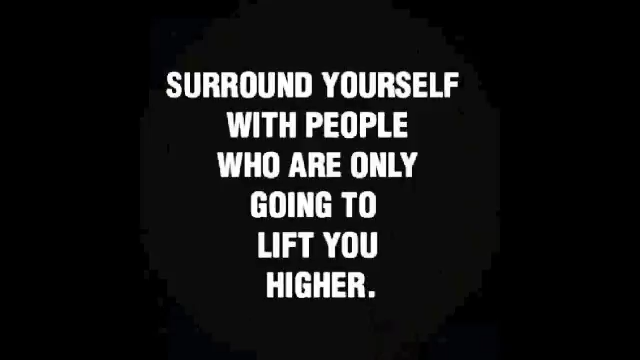 SURROUND YOURSELF
WITH PEOPLE
WHO ARE ONLY
GOING TO
LIFT YOU
HIGHER.